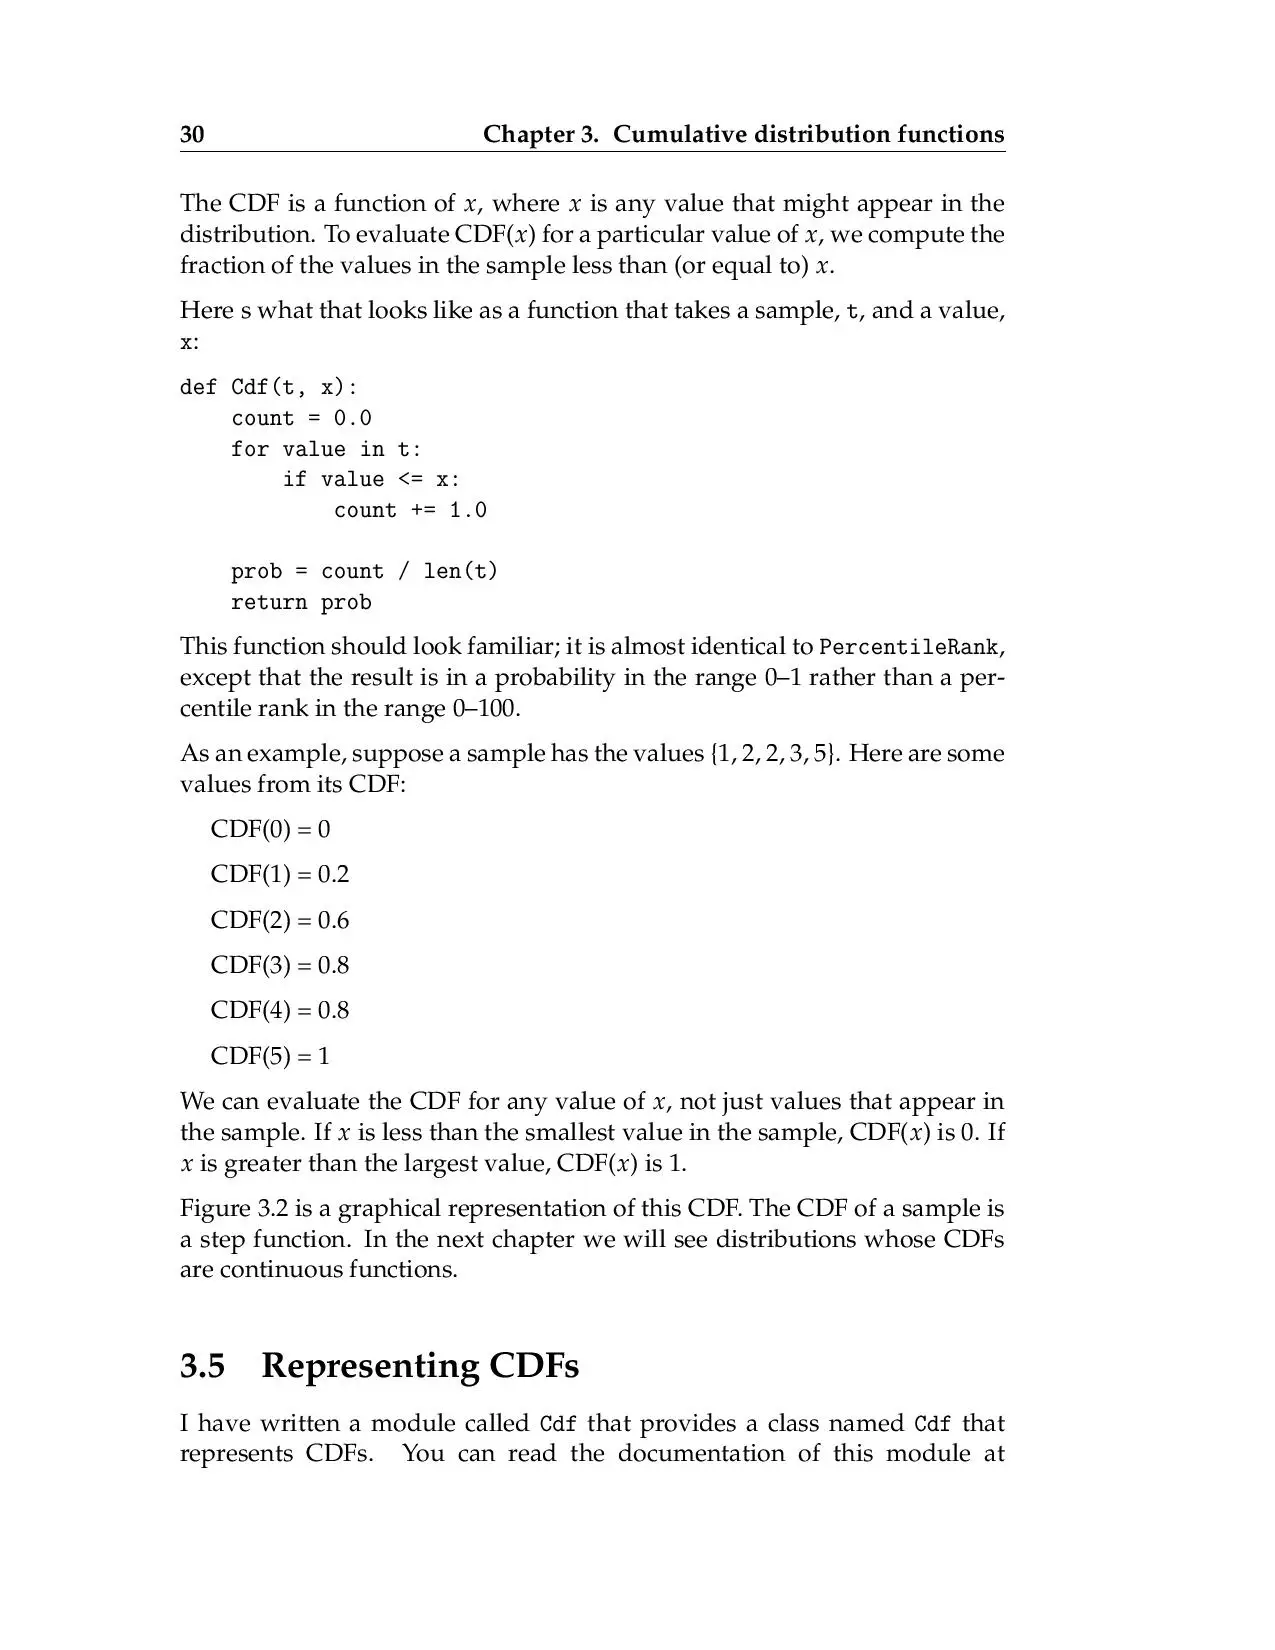 30 Chapter 3. Cumulative distribution functions
The CDF is a function of x, where x is any value that might appear in the
distribution. To evaluate CDF(x) for a particular value of x, we compute the
fraction of the values in the sample less than (or equal to) x.
Here s what that looks like as a function that takes a sample, t, and a value,
x:
def Cdf(t, x):
    count = 0.0
    for value in t:
        if value <= x:
            count += 1.0
    prob = count / len(t)
    return prob
This function should look familiar; it is almost identical to PercentileRank,
except that the result is in a probability in the range 0–1 rather than a per-
centile rank in the range 0–100.
As an example, suppose a sample has the values {1, 2, 2, 3, 5}. Here are some
values from its CDF:
CDF(0) = 0
CDF(1) = 0.2
CDF(2) = 0.6
CDF(3) = 0.8
CDF(4) = 0.8
CDF(5) = 1
We can evaluate the CDF for any value of x, not just values that appear in
the sample. If x is less than the smallest value in the sample, CDF(x) is 0. If
x is greater than the largest value, CDF(x) is 1.
Figure 3.2 is a graphical representation of this CDF. The CDF of a sample is
a step function. In the next chapter we will see distributions whose CDFs
are continuous functions.
3.5 Representing CDFs
I have written a module called Cdf that provides a class named Cdf that
represents CDFs. You can read the documentation of this module at